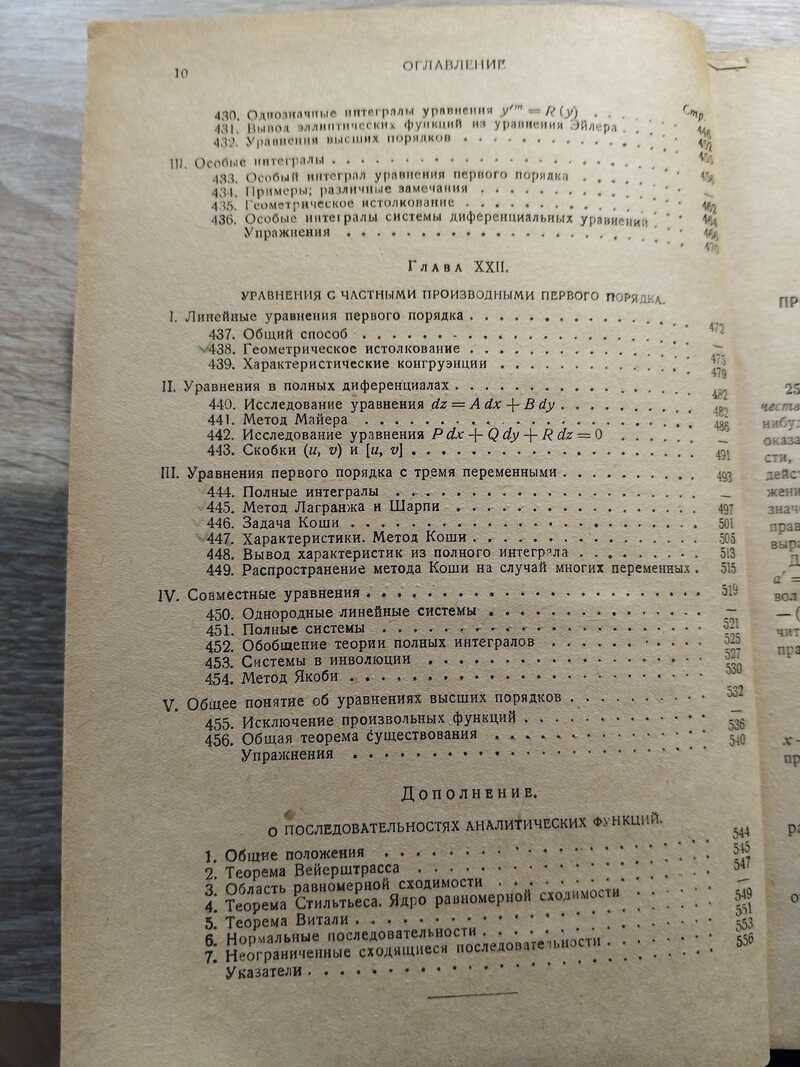 10 ОГЛАВЛЕНИЕ
Стр.
430. Однозначные интегралы уравнения y′ᵐ = R (y) . . . .
431. Вывод эллиптических функций из уравнения Эйлера . . .
432. Уравнения высших порядков . . . . . . . . . . . .
III. Особые интегралы . . . . . . . . . . . . . . . . .
433. Особый интеграл уравнения первого порядка . . . . . .
434. Примеры; различные замечания . . . . . . . . . . . —
435. Геометрическое истолкование . . . . . . . . . . . .
436. Особые интегралы системы диференциальных уравнений . . .
Упражнения . . . . . . . . . . . . . . . . . . .
Глава XXII.
УРАВНЕНИЯ С ЧАСТНЫМИ ПРОИЗВОДНЫМИ ПЕРВОГО ПОРЯДКА.
I. Линейные уравнения первого порядка . . . . . . . . . . . . 472
437. Общий способ . . . . . . . . . . . . . . . . —
438. Геометрическое истолкование . . . . . . . . . . . . 475
439. Характеристические конгруэнции . . . . . . . . . . 479
II. Уравнения в полных диференциалах . . . . . . . . . . . . 482
440. Исследование уравнения dz = A dx + B dy . . . . . . . . 482
441. Метод Майера . . . . . . . . . . . . . . . . 486
442. Исследование уравнения P dx + Q dy + R dz = 0 . . . . . . —
443. Скобки (u, v) и [u, v] . . . . . . . . . . . . . . . 491
III. Уравнения первого порядка с тремя переменными . . . . . . . . 493
444. Полные интегралы . . . . . . . . . . . . . . . —
445. Метод Лагранжа и Шарпи . . . . . . . . . . . . . 497
446. Задача Коши . . . . . . . . . . . . . . . . . 501
447. Характеристики. Метод Коши . . . . . . . . . . . . 505
448. Вывод характеристик из полного интеграла . . . . . . . . 513
449. Распространение метода Коши на случай многих переменных . 515
IV. Совместные уравнения . . . . . . . . . . . . . . . . . 519
450. Однородные линейные системы . . . . . . . . . . . —
451. Полные системы . . . . . . . . . . . . . . . . 521
452. Обобщение теории полных интегралов . . . . . . . . . 525
453. Системы в инволюции . . . . . . . . . . . . . . 527
454. Метод Якоби . . . . . . . . . . . . . . . . . 530
V. Общее понятие об уравнениях высших порядков . . . . . . . . 532
455. Исключение произвольных функций . . . . . . . . . . —
456. Общая теорема существования . . . . . . . . . . . . 536
Упражнения . . . . . . . . . . . . . . . . . . . 540
Дополнение.
О ПОСЛЕДОВАТЕЛЬНОСТЯХ АНАЛИТИЧЕСКИХ ФУНКЦИЙ.
1. Общие положения . . . . . . . . . . . . . . . . 544
2. Теорема Вейерштрасса . . . . . . . . . . . . . . . 545
3. Область равномерной сходимости . . . . . . . . . . . 547
4. Теорема Стильтьеса. Ядро равномерной сходимости . . . . . —
5. Теорема Витали . . . . . . . . . . . . . . . . . 549
6. Нормальные последовательности . . . . . . . . . . . . 551
7. Неограниченные сходящиеся последовательности . . . . . . 553
Указатели . . . . . . . . . . . . . . . . . . . 556